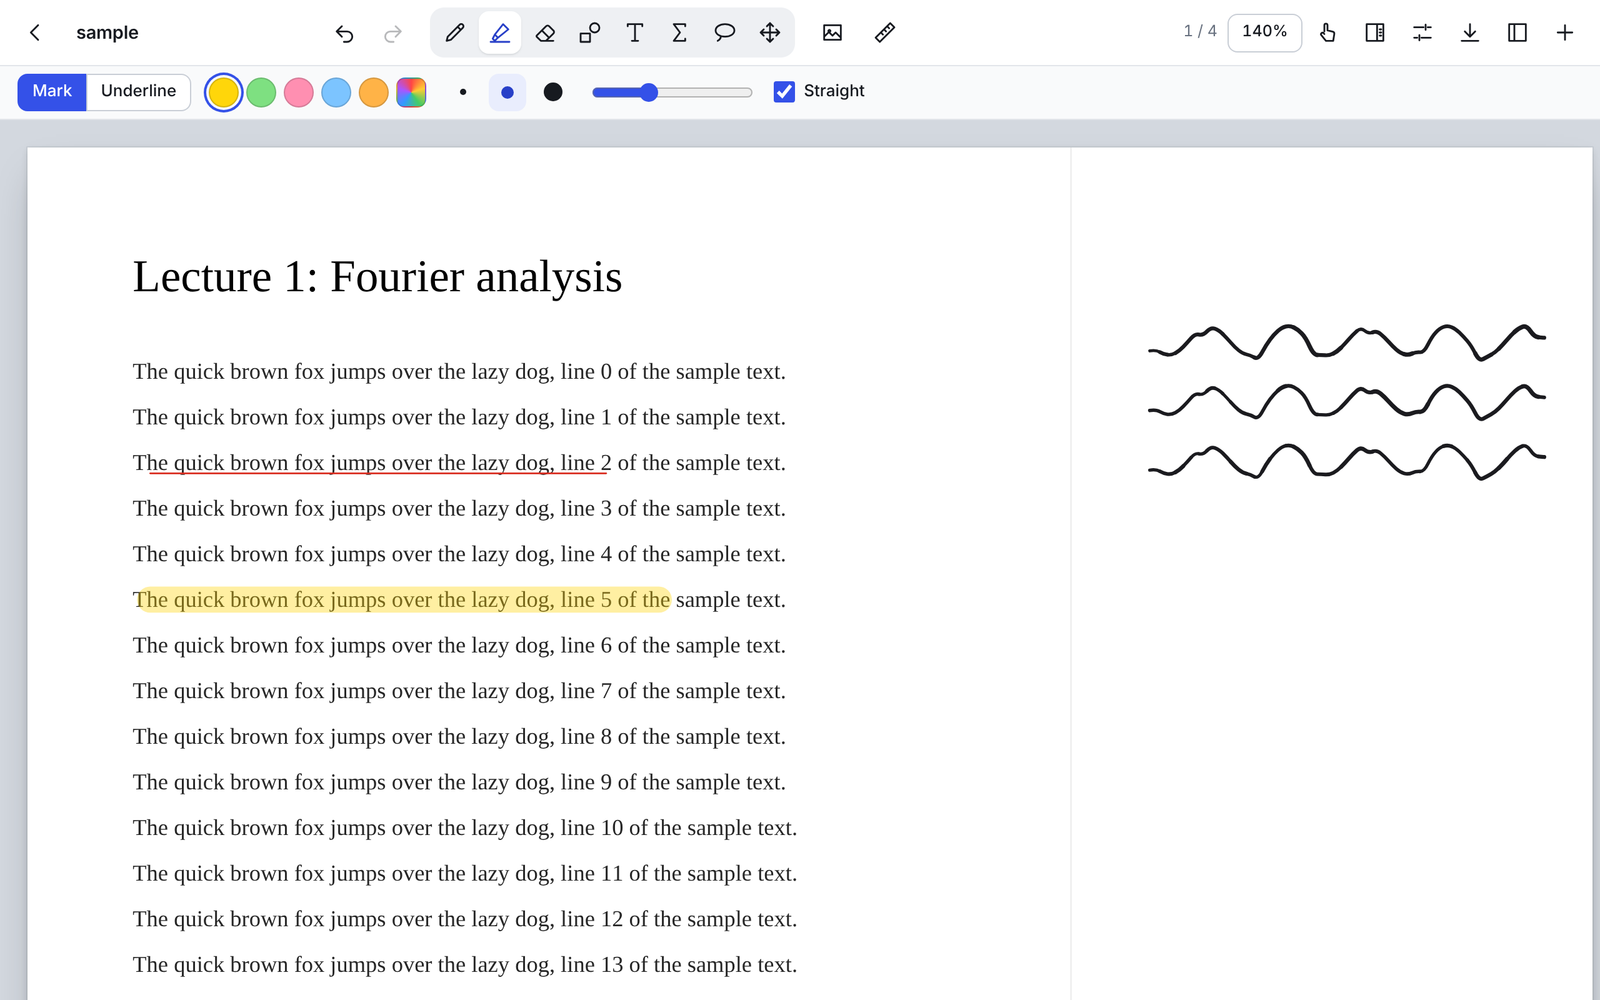 sample
1 / 4
140%
Mark
Underline
Straight
Lecture 1: Fourier analysis
The quick brown fox jumps over the lazy dog, line 0 of the sample text.
The quick brown fox jumps over the lazy dog, line 1 of the sample text.
The quick brown fox jumps over the lazy dog, line 2 of the sample text.
The quick brown fox jumps over the lazy dog, line 3 of the sample text.
The quick brown fox jumps over the lazy dog, line 4 of the sample text.
The quick brown fox jumps over the lazy dog, line 5 of the sample text.
The quick brown fox jumps over the lazy dog, line 6 of the sample text.
The quick brown fox jumps over the lazy dog, line 7 of the sample text.
The quick brown fox jumps over the lazy dog, line 8 of the sample text.
The quick brown fox jumps over the lazy dog, line 9 of the sample text.
The quick brown fox jumps over the lazy dog, line 10 of the sample text.
The quick brown fox jumps over the lazy dog, line 11 of the sample text.
The quick brown fox jumps over the lazy dog, line 12 of the sample text.
The quick brown fox jumps over the lazy dog, line 13 of the sample text.